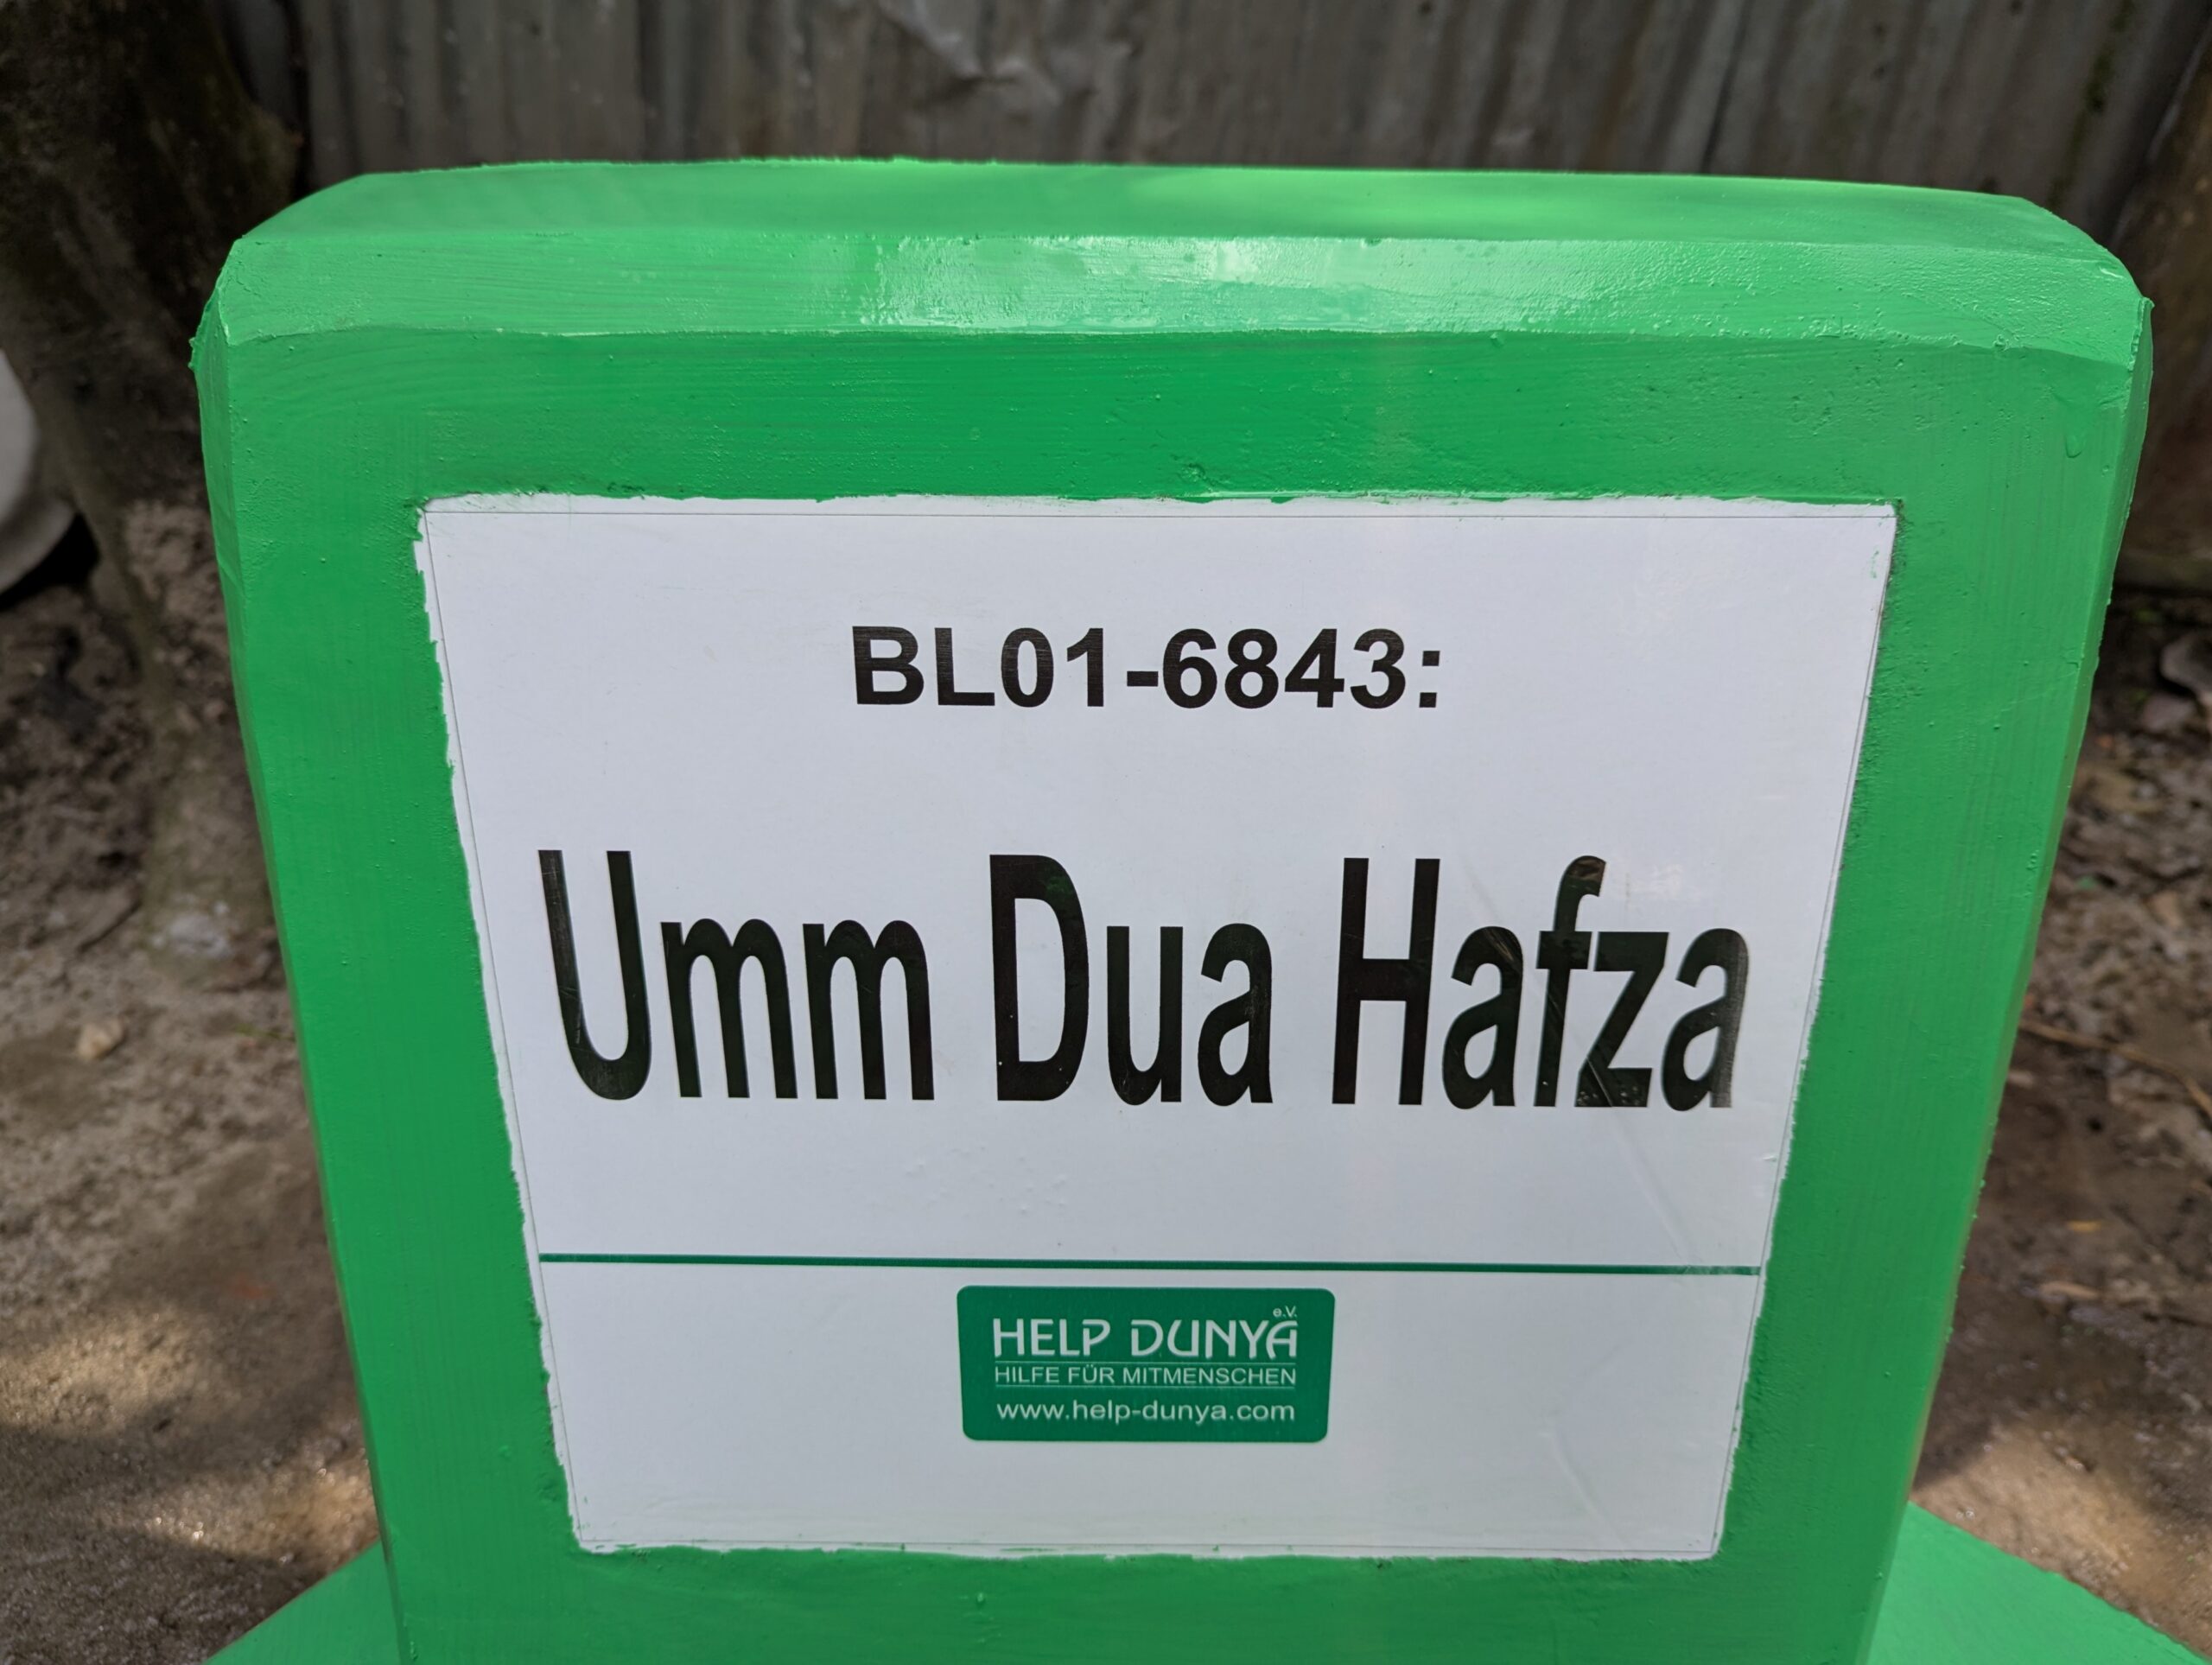 BL01-6843:
Umm Dua Hafza
e.V.
HELP DUNYA
HILFE FÜR MITMENSCHEN
www.help-dunya.com